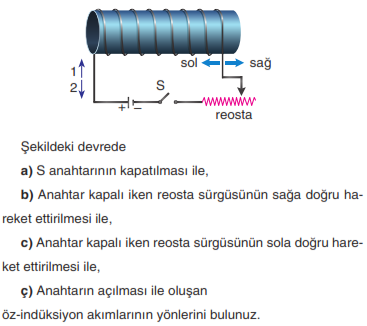 sol sağ
1
2
S
+ −
reosta
Şekildeki devrede
a) S anahtarının kapatılması ile,
b) Anahtar kapalı iken reosta sürgüsünün sağa doğru ha-
reket ettirilmesi ile,
c) Anahtar kapalı iken reosta sürgüsünün sola doğru hare-
ket ettirilmesi ile,
ç) Anahtarın açılması ile oluşan
öz-indüksiyon akımlarının yönlerini bulunuz.